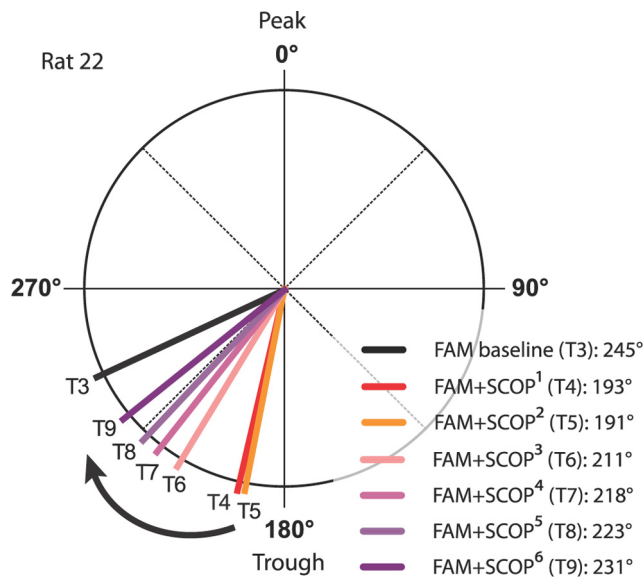 Peak
0°
Rat 22
270°
90°
T3
T9
T8
T7
T6
T4
T5
180°
Trough
FAM baseline (T3): 245°
FAM+SCOP¹ (T4): 193°
FAM+SCOP² (T5): 191°
FAM+SCOP³ (T6): 211°
FAM+SCOP⁴ (T7): 218°
FAM+SCOP⁵ (T8): 223°
FAM+SCOP⁶ (T9): 231°